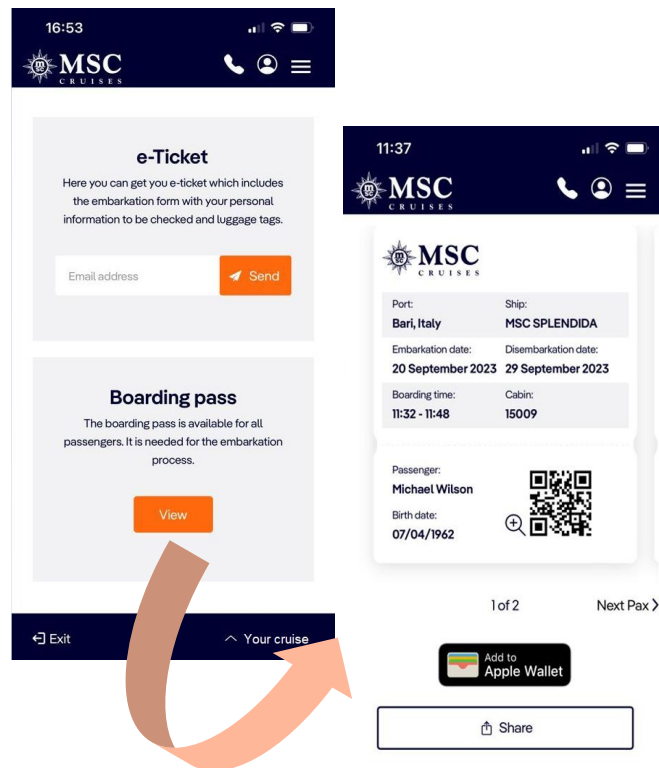 16:53
MSC
CRUISES
e-Ticket
Here you can get you e-ticket which includes
the embarkation form with your personal
information to be checked and luggage tags.
Email address
Send
Boarding pass
The boarding pass is available for all
passengers. It is needed for the embarkation
process.
View
Exit
Your cruise
11:37
MSC
CRUISES
MSC
CRUISES
Port: Ship:
Bari, Italy MSC SPLENDIDA
Embarkation date: Disembarkation date:
20 September 2023 29 September 2023
Boarding time: Cabin:
11:32 - 11:48 15009
Passenger:
Michael Wilson
Birth date:
07/04/1962
1 of 2 Next Pax
Add to
Apple Wallet
Share